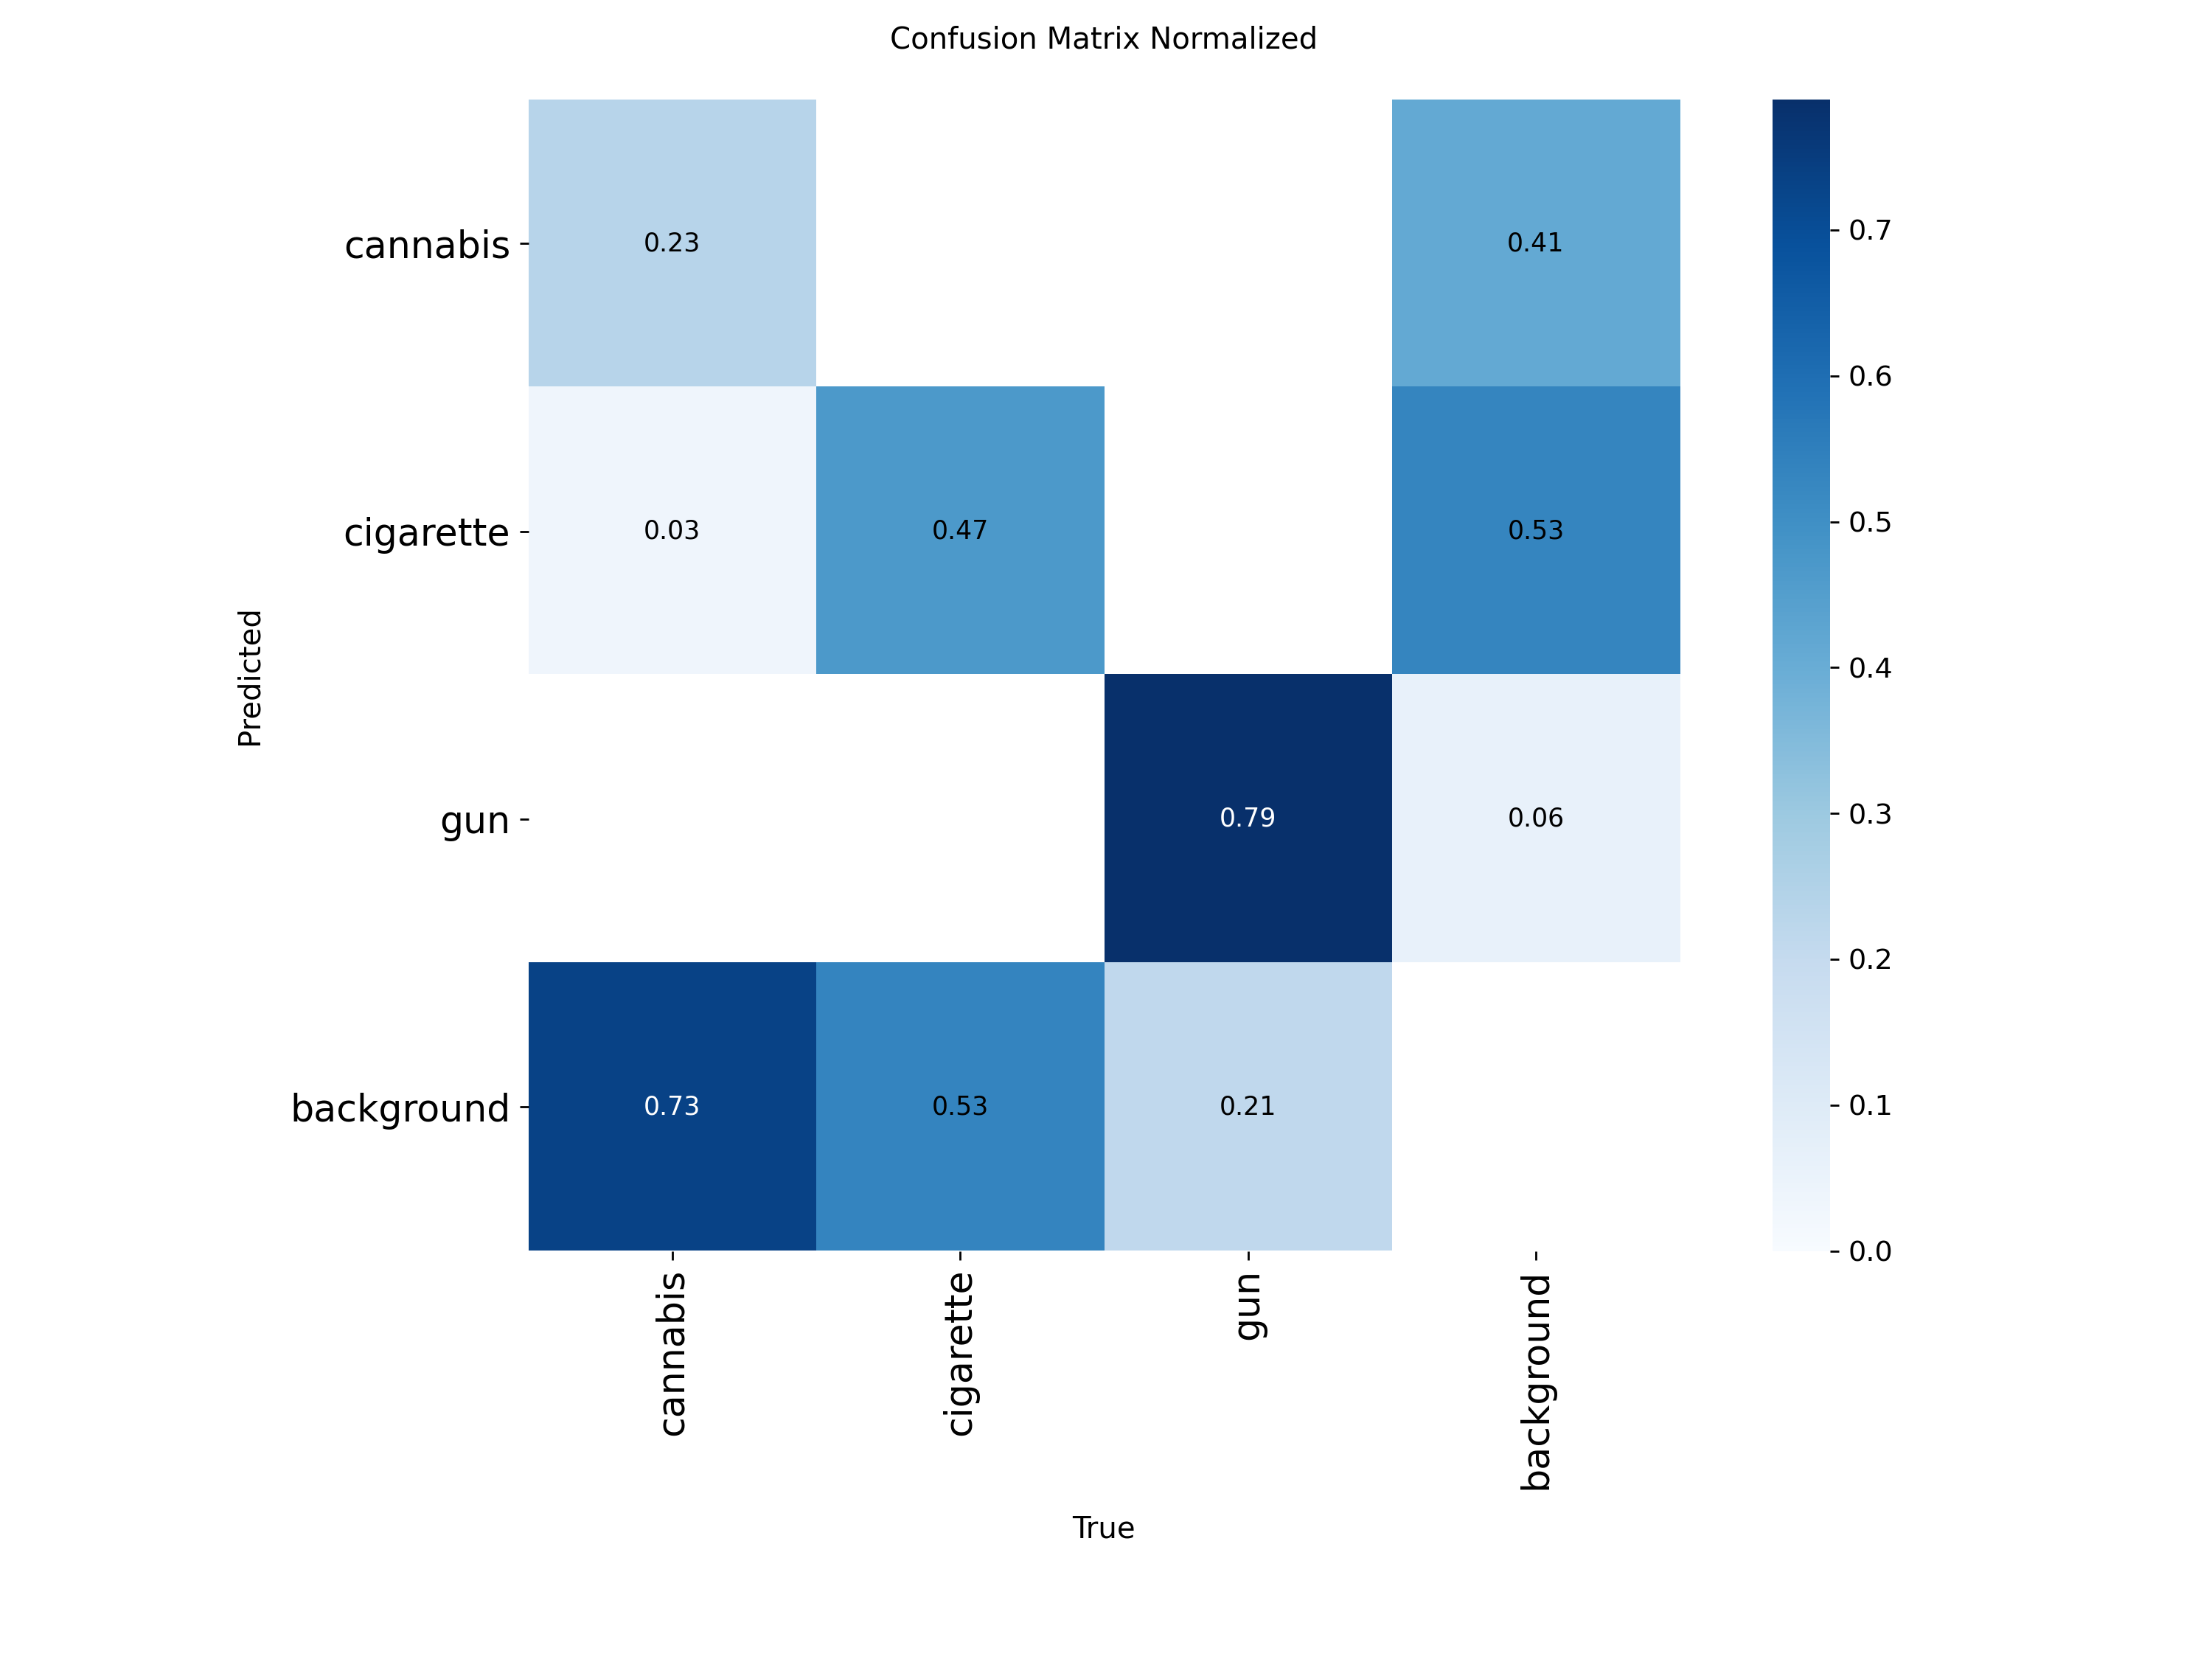 Confusion Matrix Normalized
cannabis
0.23
0.41
0.7
0.6
cigarette
0.03
0.47
0.53
0.5
0.4
Predicted
gun
0.79
0.06
0.3
0.2
background
0.73
0.53
0.21
0.1
0.0
cannabis
cigarette
gun
background
True